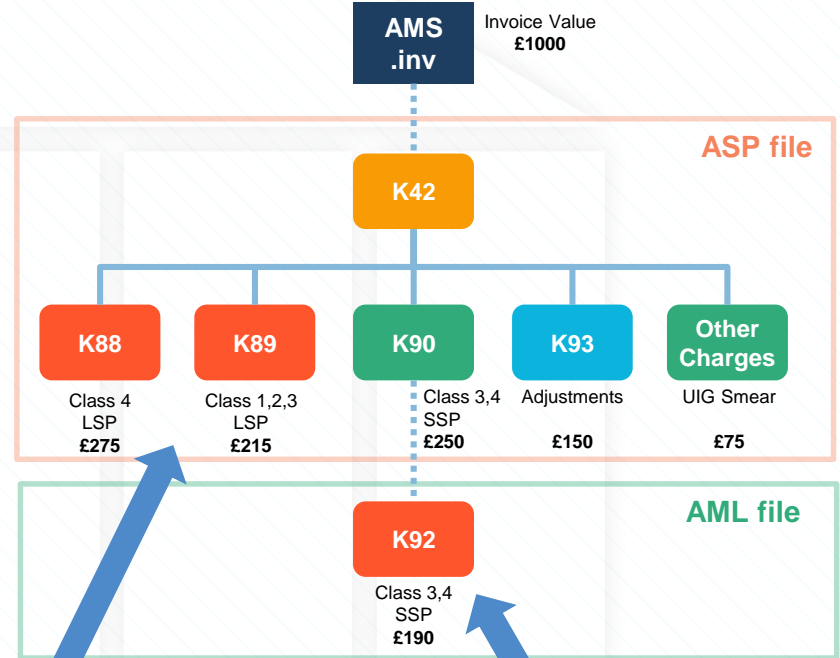 AMS
.inv
Invoice Value
£1000
ASP file
K42
K88
K89
K90
K93
Other
Charges
Class 4
LSP
£275
Class 1,2,3
LSP
£215
Class 3,4
SSP
£250
Adjustments
£150
UIG Smear
£75
AML file
K92
Class 3,4
SSP
£190